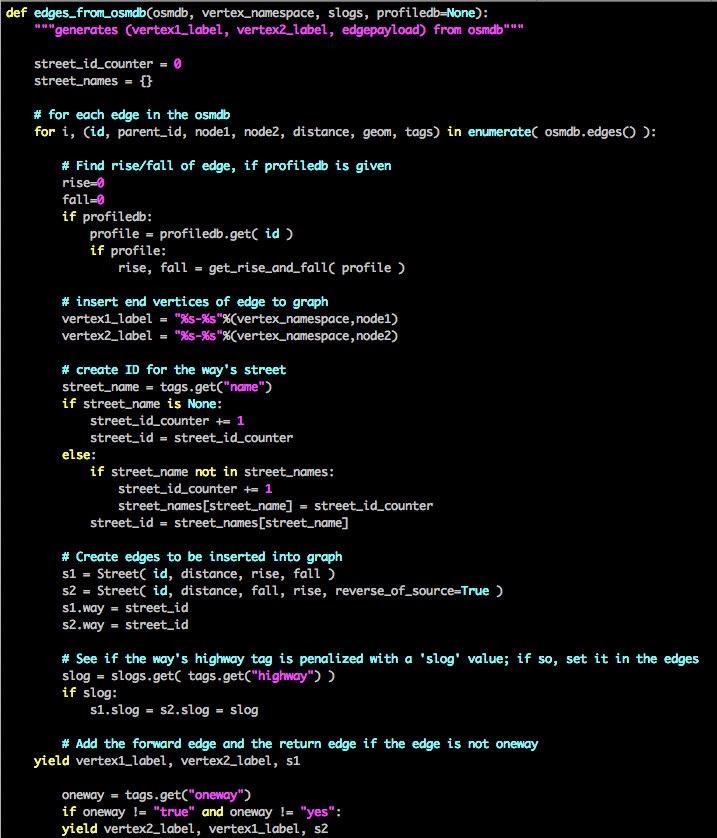 def edges_from_osmdb(osmdb, vertex_namespace, slogs, profiledb=None):
    """generates (vertex1_label, vertex2_label, edgepayload) from osmdb"""

    street_id_counter = 0
    street_names = {}

    # for each edge in the osmdb
    for i, (id, parent_id, node1, node2, distance, geom, tags) in enumerate( osmdb.edges() ):

        # Find rise/fall of edge, if profiledb is given
        rise=0
        fall=0
        if profiledb:
            profile = profiledb.get( id )
            if profile:
                rise, fall = get_rise_and_fall( profile )

        # insert end vertices of edge to graph
        vertex1_label = "%s-%s"%(vertex_namespace,node1)
        vertex2_label = "%s-%s"%(vertex_namespace,node2)

        # create ID for the way's street
        street_name = tags.get("name")
        if street_name is None:
            street_id_counter += 1
            street_id = street_id_counter
        else:
            if street_name not in street_names:
                street_id_counter += 1
                street_names[street_name] = street_id_counter
            street_id = street_names[street_name]

        # Create edges to be inserted into graph
        s1 = Street( id, distance, rise, fall )
        s2 = Street( id, distance, fall, rise, reverse_of_source=True )
        s1.way = street_id
        s2.way = street_id

        # See if the way's highway tag is penalized with a 'slog' value; if so, set it in the edges
        slog = slogs.get( tags.get("highway") )
        if slog:
            s1.slog = s2.slog = slog

        # Add the forward edge and the return edge if the edge is not oneway
    yield vertex1_label, vertex2_label, s1

        oneway = tags.get("oneway")
        if oneway != "true" and oneway != "yes":
        yield vertex2_label, vertex1_label, s2